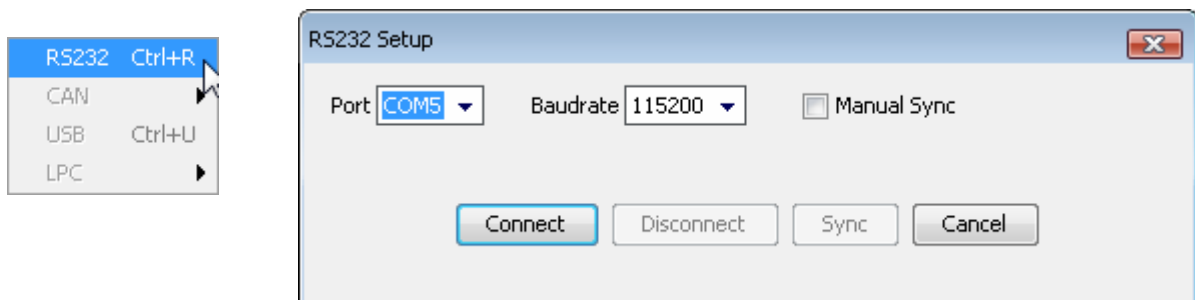 RS232 Ctrl+R
CAN
USB Ctrl+U
LPC
RS232 Setup
Port COM5 Baudrate 115200 Manual Sync
Connect Disconnect Sync Cancel